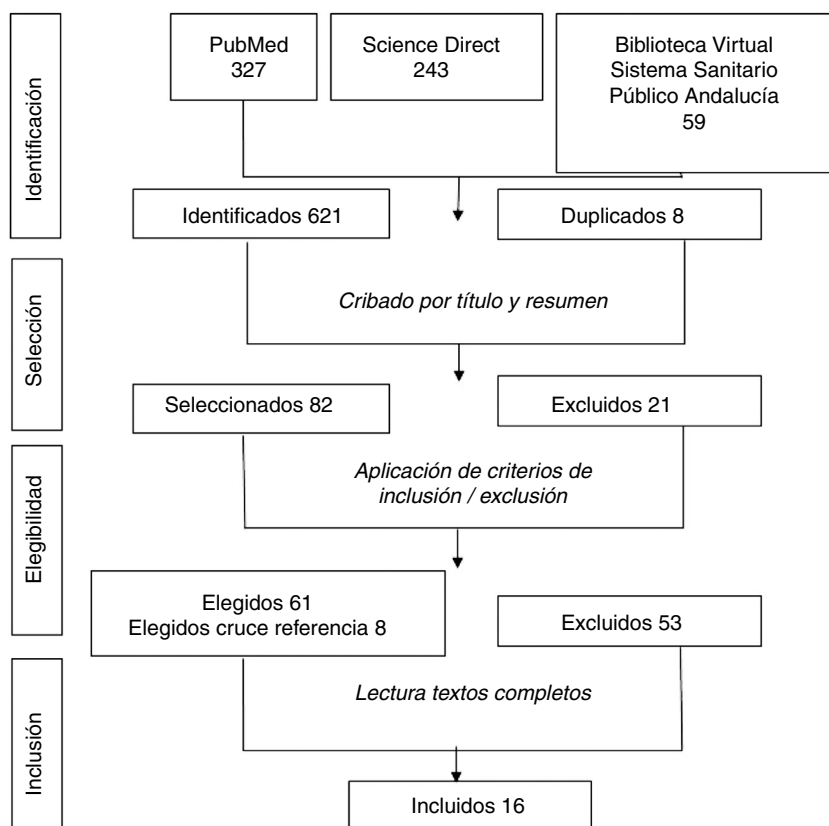 Identificación
PubMed
327
Science Direct
243
Biblioteca Virtual
Sistema Sanitario
Público Andalucía
59
Identificados 621
Duplicados 8
Selección
Cribado por título y resumen
Seleccionados 82
Excluidos 21
Elegibilidad
Aplicación de criterios de
inclusión / exclusión
Elegidos 61
Elegidos cruce referencia 8
Excluidos 53
Inclusión
Lectura textos completos
Incluidos 16